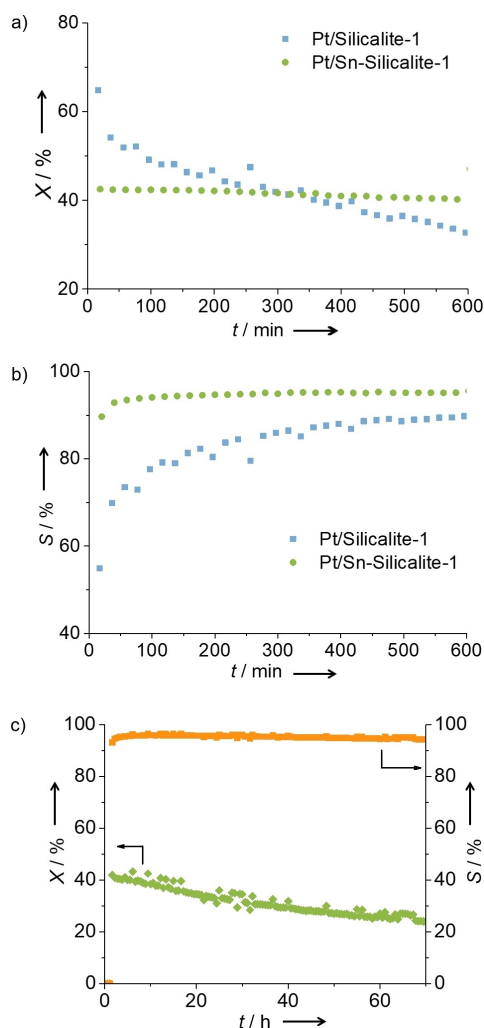 a)
80
60
40
20
X / %
Pt/Silicalite-1
Pt/Sn-Silicalite-1
0 100 200 300 400 500 600
t / min
b)
100
80
60
40
S / %
Pt/Silicalite-1
Pt/Sn-Silicalite-1
0 100 200 300 400 500 600
t / min
c)
100 100
80 80
60 60
40 40
20 20
0 0
X / %
S / %
0 20 40 60
t / h